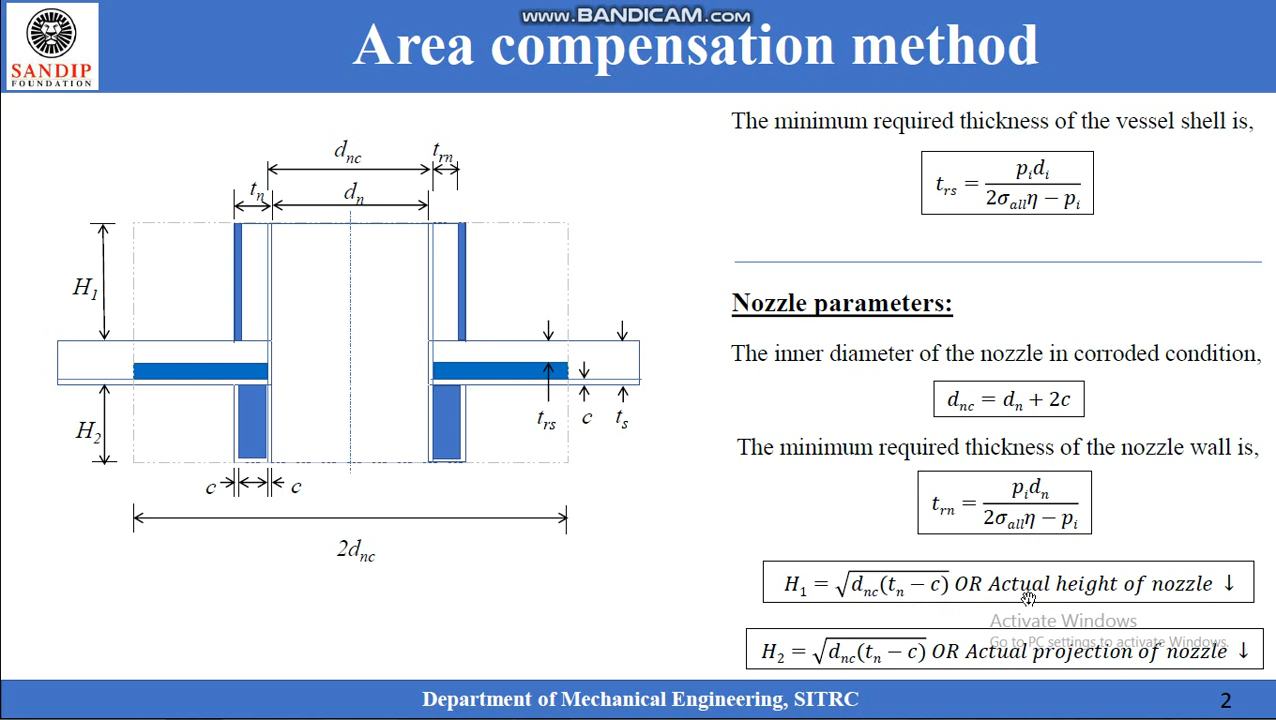 www.BANDICAM.com
SANDIP
FOUNDATION
Area compensation method
The minimum required thickness of the vessel shell is,
t_rs = p_i d_i / (2σ_all η − p_i)
Nozzle parameters:
The inner diameter of the nozzle in corroded condition,
d_nc = d_n + 2c
The minimum required thickness of the nozzle wall is,
t_rn = p_i d_n / (2σ_all η − p_i)
H_1 = √(d_nc(t_n − c)) OR Actual height of nozzle ↓
Activate Windows
Go to PC settings to activate Windows.
H_2 = √(d_nc(t_n − c)) OR Actual projection of nozzle ↓
d_nc
t_rn
t_n
d_n
H_1
H_2
t_rs
c
t_s
c
c
2d_nc
Department of Mechanical Engineering, SITRC
2